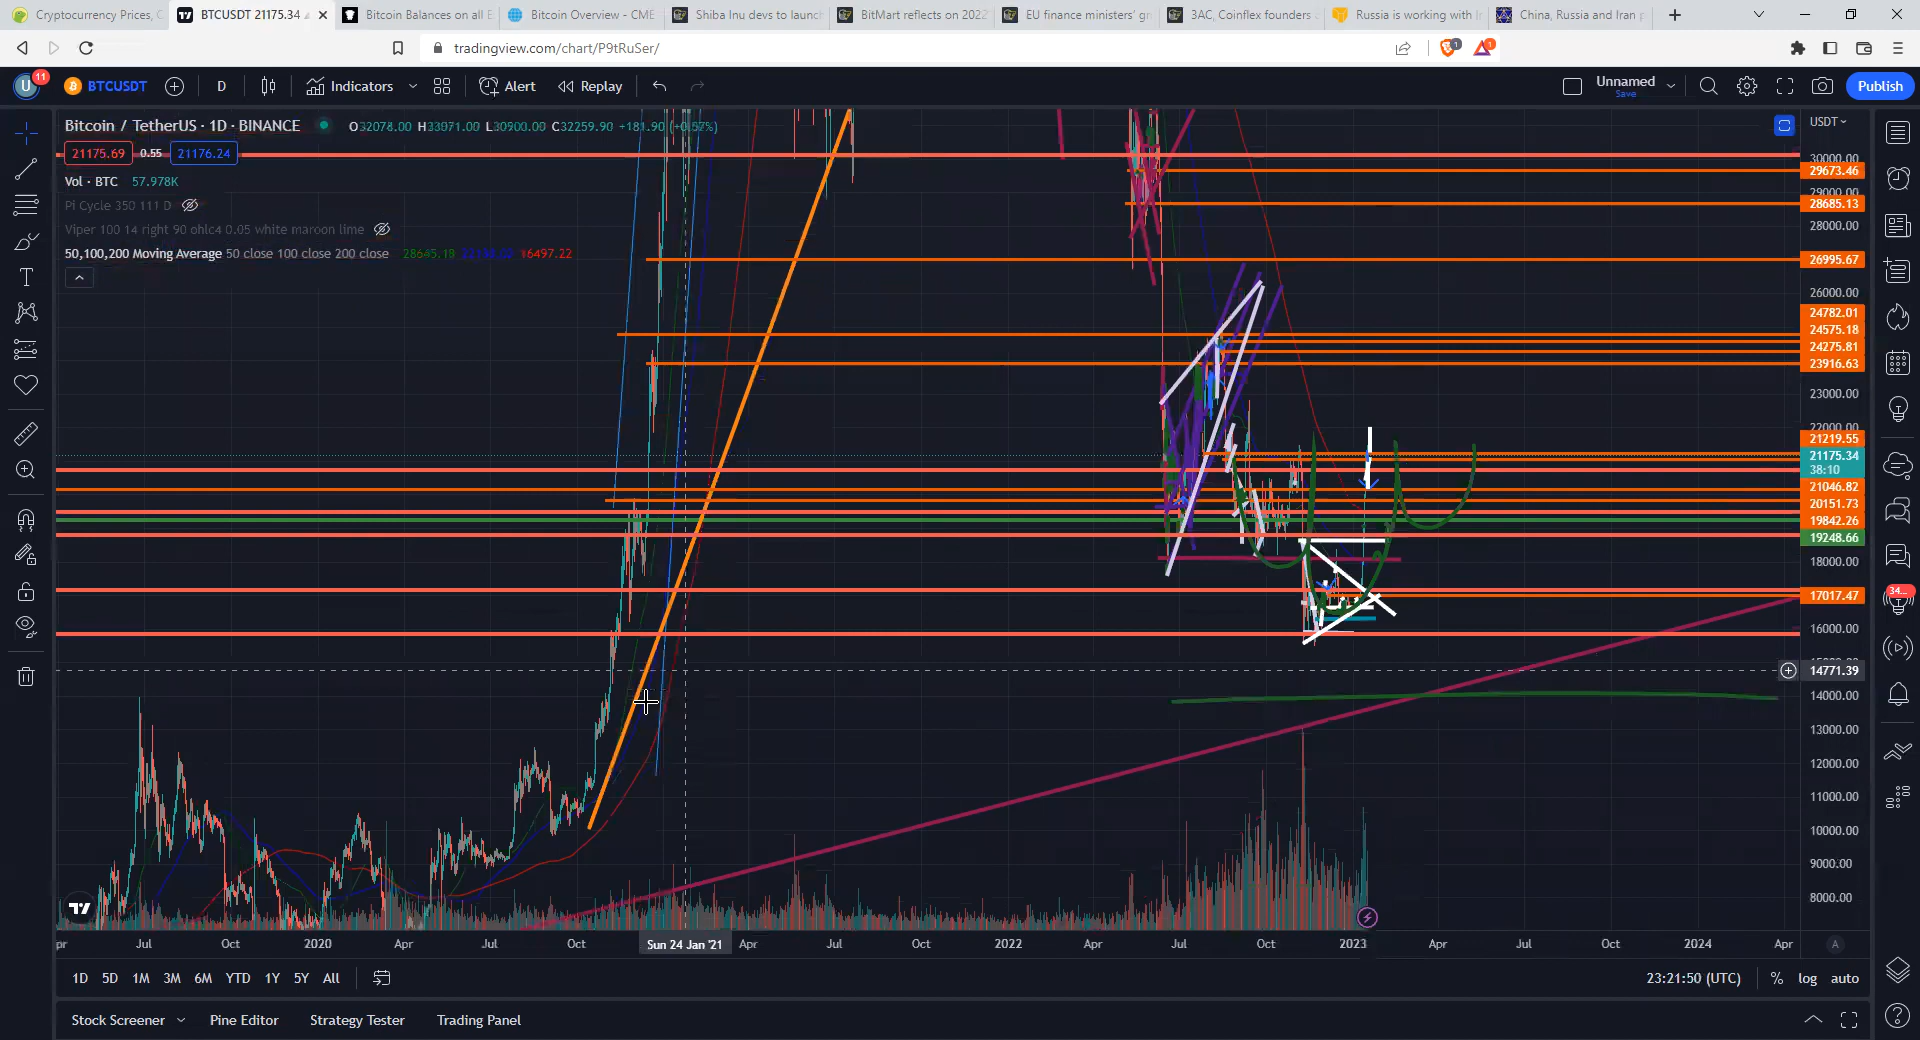 Cryptocurrency Prices, C
BTCUSDT 21175.34
Bitcoin Balances on all E
Bitcoin Overview - CME
Shiba Inu devs to launch
BitMart reflects on 2022
EU finance ministers' gr
3AC, Coinflex founders
Russia is working with I
China, Russia and Iran
tradingview.com/chart/P9tRuSer/
1
1
U
11
BTCUSDT
D
Indicators
Alert
Replay
Unnamed
Save
Publish
Bitcoin / TetherUS · 1D · BINANCE
O32078.00 H33071.00 L30900.00 C32259.90 +181.90 (+0.57%)
USDT
21175.69
0.55
21176.24
Vol · BTC 57.978K
Pi Cycle 350 111 D
Viper 100 14 right 90 ohlc4 0.05 white maroon lime
50,100,200 Moving Average 50 close 100 close 200 close 28645.18 16497.22
30000.00
29673.46
29000.00
28685.13
28000.00
26995.67
26000.00
24782.01
24575.18
24275.81
23916.63
23000.00
22000.00
21219.55
21175.34
38:10
21046.82
20151.73
19842.26
19248.66
18000.00
17017.47
16000.00
14771.39
14000.00
13000.00
12000.00
11000.00
10000.00
9000.00
8000.00
34...
pr
Jul
Oct
2020
Apr
Jul
Oct
Sun 24 Jan '21
Apr
Jul
Oct
2022
Apr
Jul
Oct
2023
Apr
Jul
Oct
2024
Apr
A
1D 5D 1M 3M 6M YTD 1Y 5Y All
23:21:50 (UTC)
% log auto
Stock Screener
Pine Editor
Strategy Tester
Trading Panel